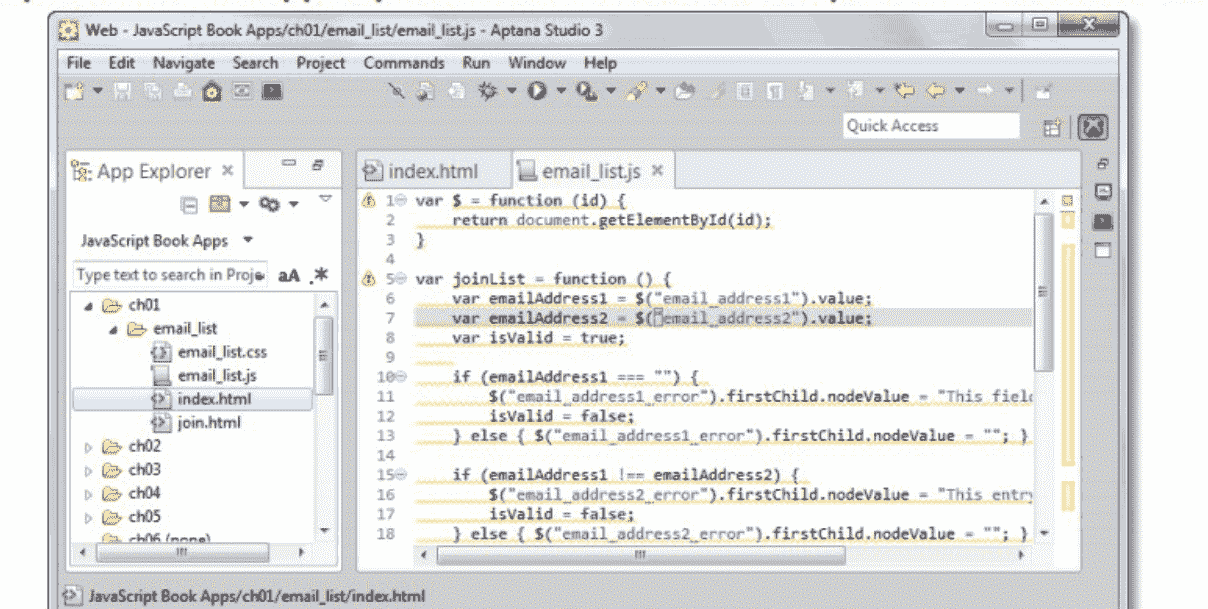 Web - JavaScript Book Apps/ch01/email_list/email_list.js - Aptana Studio 3
File Edit Navigate Search Project Commands Run Window Help
Quick Access
App Explorer
JavaScript Book Apps
Type text to search in Proje
aA .*
ch01
email_list
email_list.css
email_list.js
index.html
join.html
ch02
ch03
ch04
ch05
ch06 (none)
index.html email_list.js
1 var $ = function (id) {
2 return document.getElementById(id);
3 }
4
5 var joinList = function () {
6 var emailAddress1 = $("email_address1").value;
7 var emailAddress2 = $("email_address2").value;
8 var isValid = true;
9
10 if (emailAddress1 === "") {
11 $("email_address1_error").firstChild.nodeValue = "This field
12 isValid = false;
13 } else { $("email_address1_error").firstChild.nodeValue = ""; }
14
15 if (emailAddress1 !== emailAddress2) {
16 $("email_address2_error").firstChild.nodeValue = "This entry
17 isValid = false;
18 } else { $("email_address2_error").firstChild.nodeValue = ""; }
JavaScript Book Apps/ch01/email_list/index.html